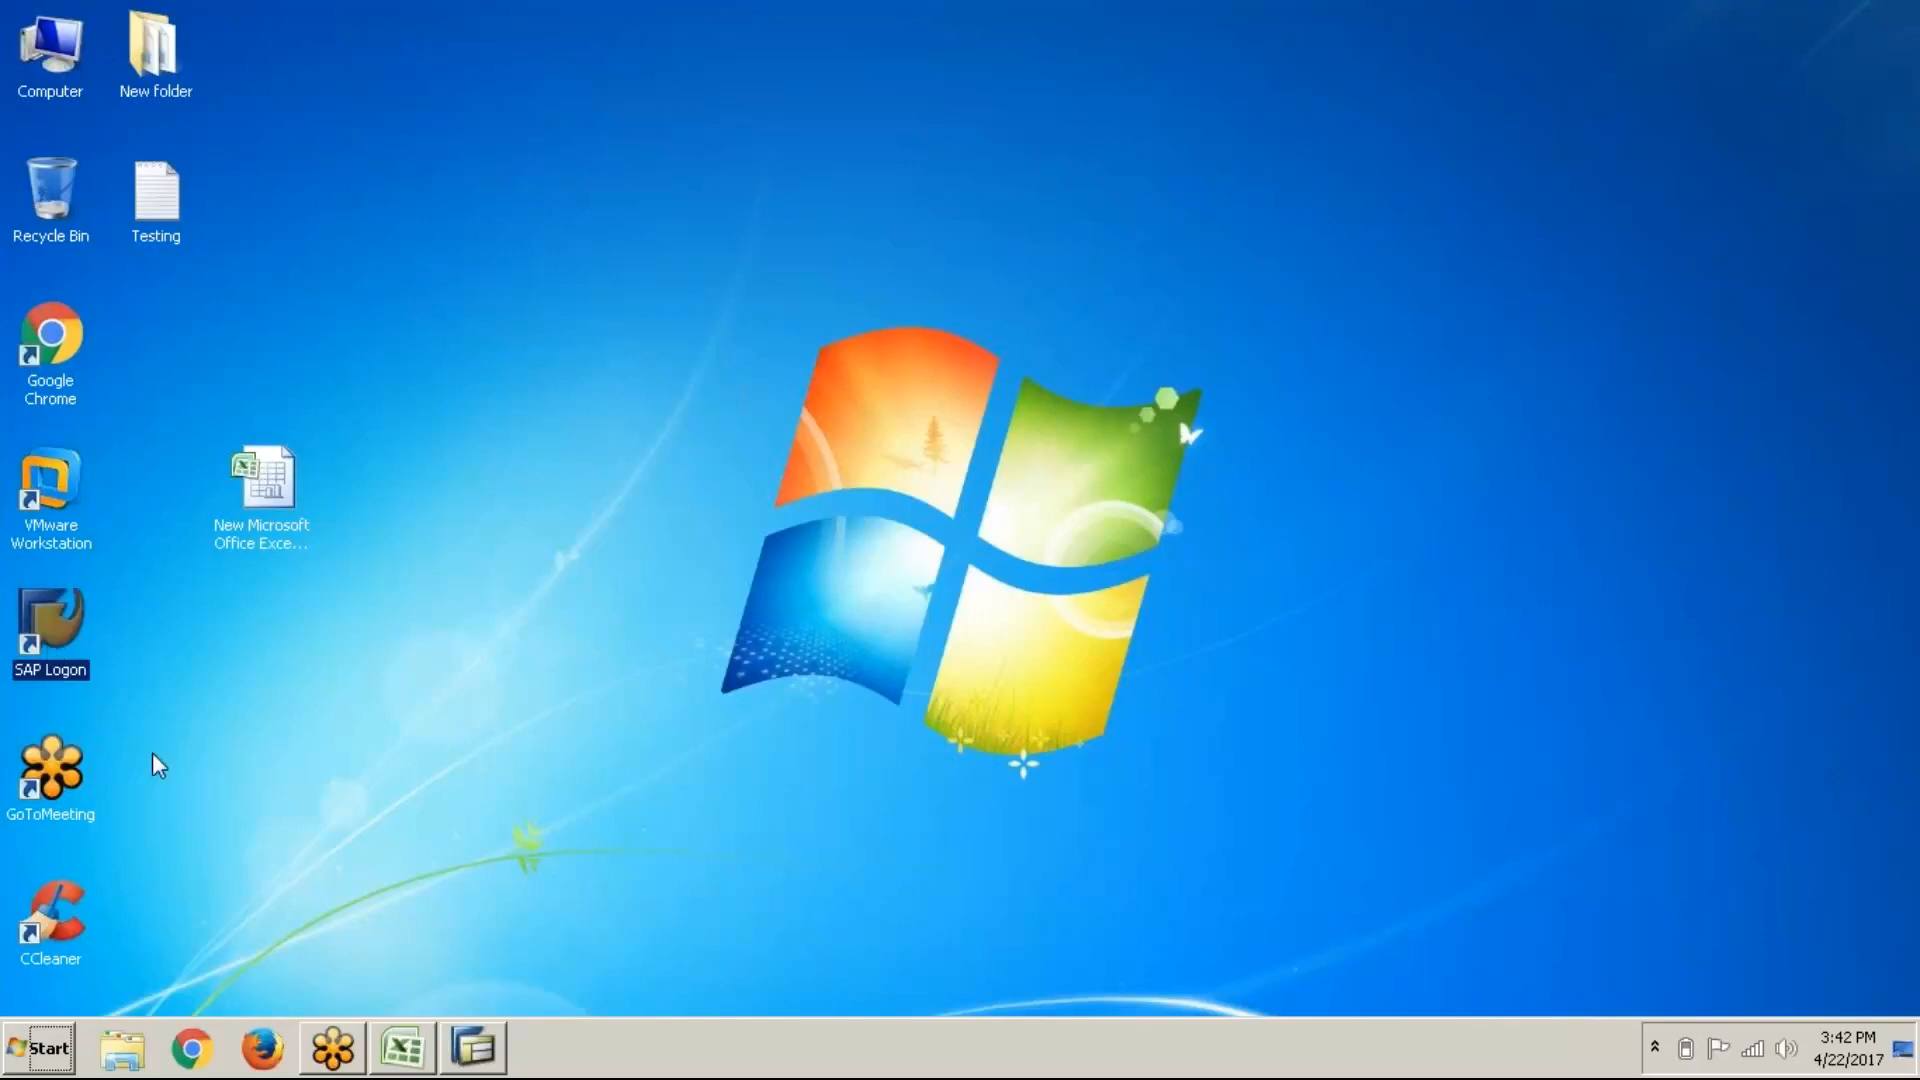 Computer
New folder
Recycle Bin
Testing
Google
Chrome
VMware
Workstation
New Microsoft
Office Exce...
SAP Logon
GoToMeeting
CCleaner
Start
3:42 PM
4/22/2017